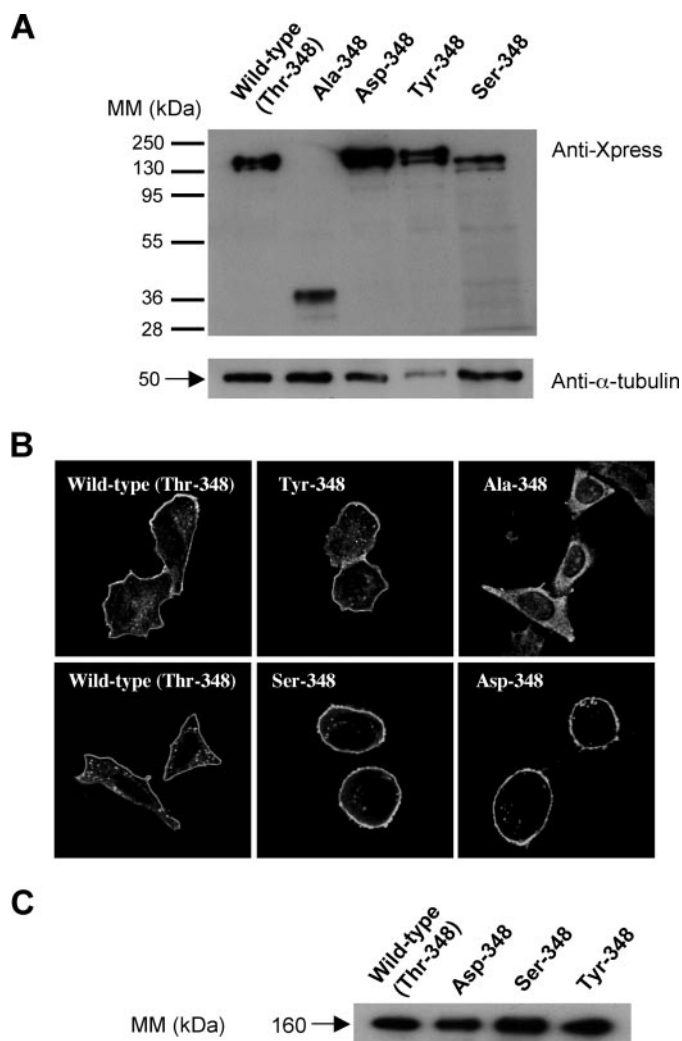 A
Wild-type
(Thr-348)
Ala-348
Asp-348
Tyr-348
Ser-348
MM (kDa)
250
130
95
55
36
28
Anti-Xpress
50
Anti-α-tubulin
B
Wild-type (Thr-348)
Tyr-348
Ala-348
Wild-type (Thr-348)
Ser-348
Asp-348
C
Wild-type
(Thr-348)
Asp-348
Ser-348
Tyr-348
MM (kDa)
160